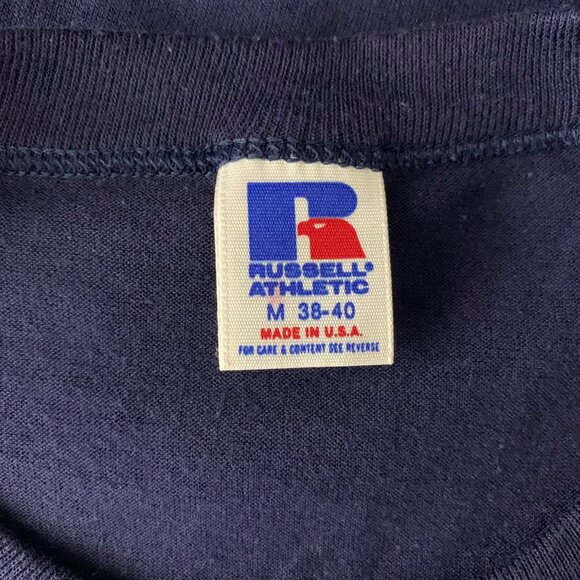 R
RUSSELL®
ATHLETIC
M 38-40
MADE IN U.S.A.
FOR CARE & CONTENT SEE REVERSE